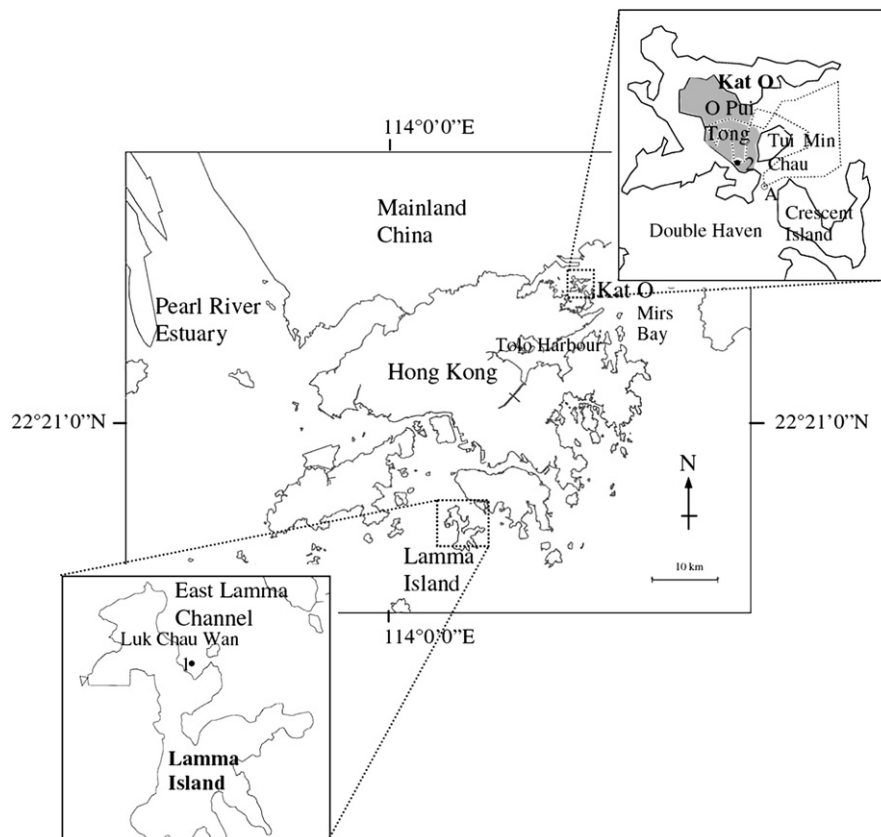 Kat O
O Pui
Tong
Tui Min
Chau
2
A
Crescent
Island
Double Haven
114°0’0’’E
Mainland
China
Pearl River
Estuary
Kat O
Mirs
Bay
Tolo Harbour
Hong Kong
22°21’0’’N
22°21’0’’N
N
10 km
Lamma
Island
114°0’0’’E
East Lamma
Channel
Luk Chau Wan
1
Lamma
Island